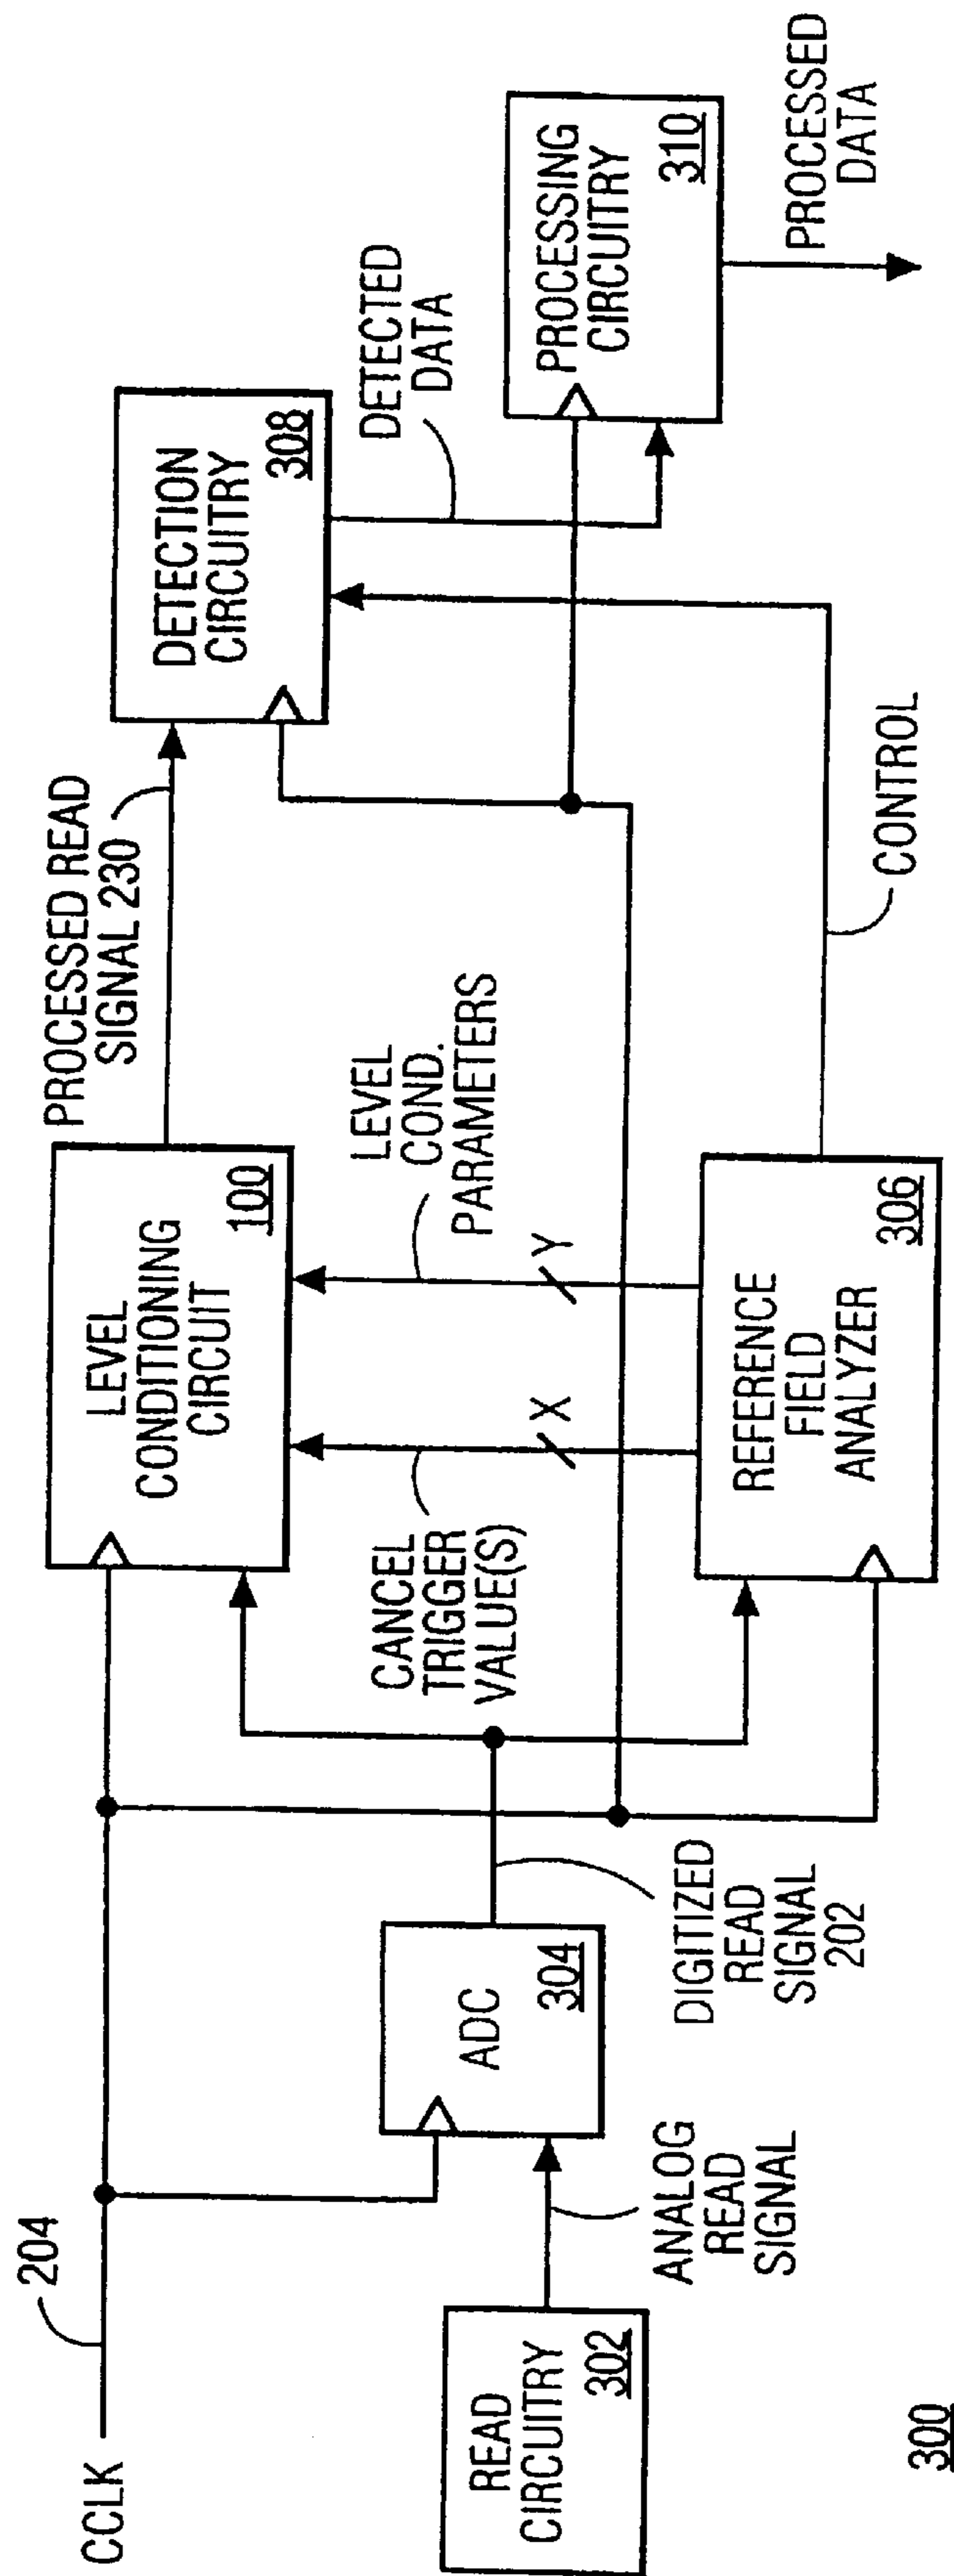 CCLK
204
READ
CIRCUITRY
302
ANALOG
READ
SIGNAL
ADC
304
DIGITIZED
READ
SIGNAL
202
LEVEL
CONDITIONING
CIRCUIT
100
CANCEL
TRIGGER
VALUE(S)
X
LEVEL
COND.
PARAMETERS
Y
REFERENCE
FIELD
ANALYZER
306
PROCESSED READ
SIGNAL 230
DETECTION
CIRCUITRY
308
CONTROL
DETECTED
DATA
PROCESSING
CIRCUITRY
310
PROCESSED
DATA
300